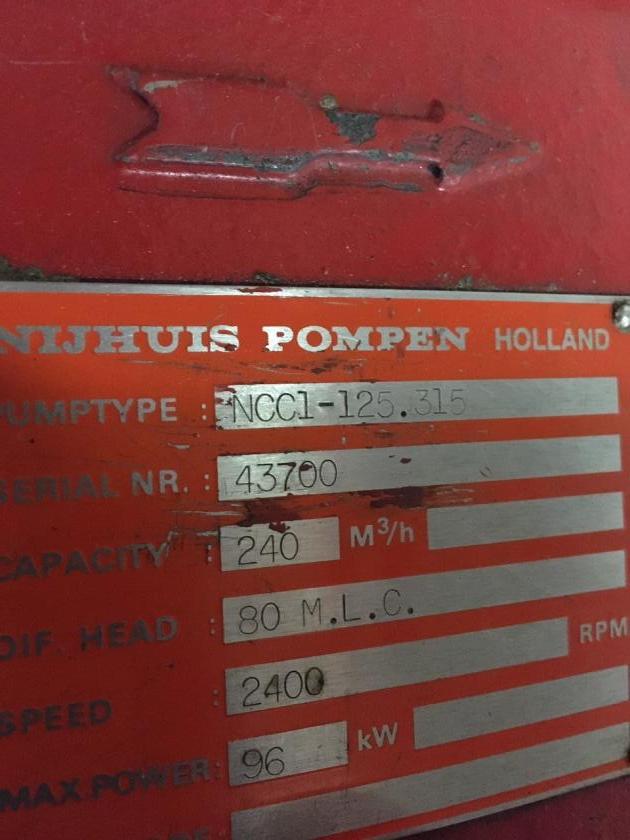 NIJHUIS POMPEN HOLLAND
PUMPTYPE : NCC1-125.315
SERIAL NR. : 43700
CAPACITY : 240 M³/h
DIF. HEAD : 80 M.L.C.
SPEED : 2400 RPM
MAX.POWER : 96 kW